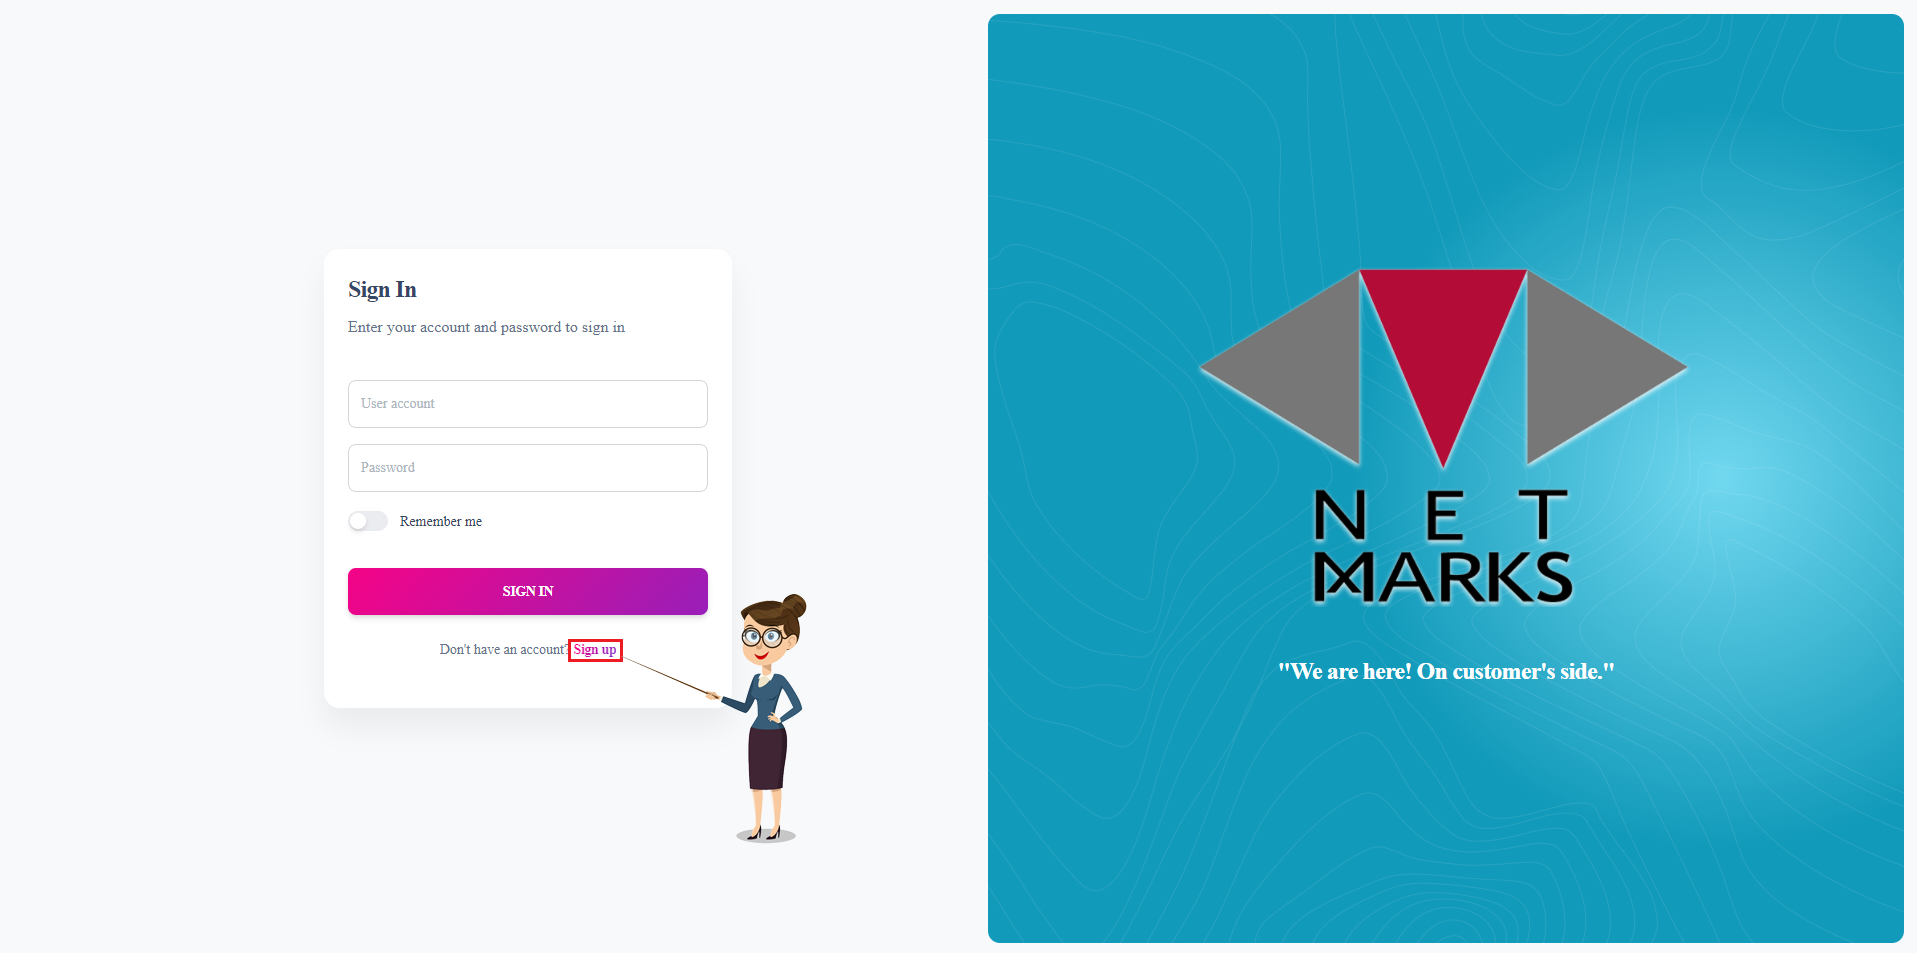 Sign In
Enter your account and password to sign in
User account
Password
Remember me
SIGN IN
Don't have an account? Sign up
NET
MARKS
"We are here! On customer's side."